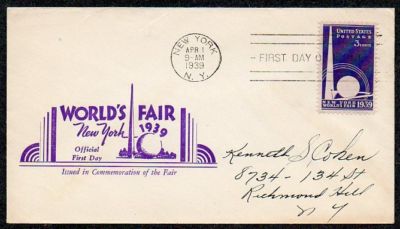 NEW YORK
APR 1
9-AM
1939
N.Y.
FIRST DAY O
UNITED STATES
POSTAGE
3 CENTS
NEW YORK
WORLD'S FAIR 1939
WORLD'S FAIR
New York 1939
Official
First Day
Issued in Commemoration of the Fair
Kenneth S Cohen
8734 - 134 St
Richmond Hill
N Y